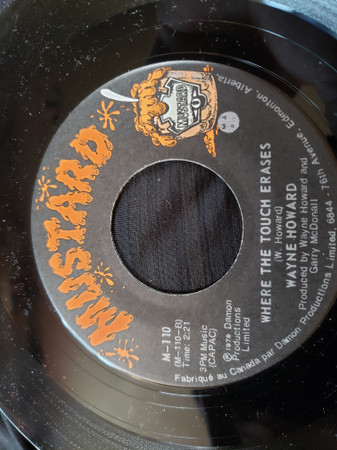 MUSTARD
MUSTARD
WHERE THE TOUCH ERASES
(W. Howard)
WAYNE HOWARD
Produced by Wayne Howard and
Garry McDonall
M-110
(M-110-B)
Time: 2:21
3PM Music
(CAPAC)
℗ 1976 Damon
Productions
Limited
Fabriqué au Canada par Damon Productions Limited, 6844 - 76th Avenue, Edmonton, Alberta.